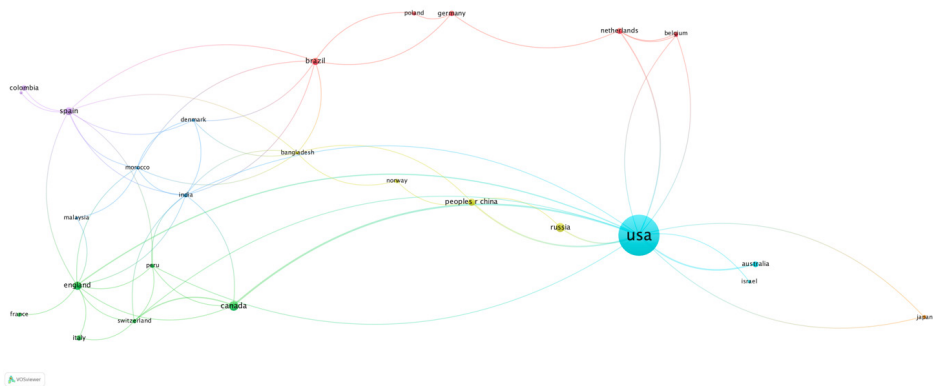 poland
germany
netherlands
belgium
brazil
colombia
spain
denmark
bangladesh
morocco
norway
india
peoples r china
malaysia
russia
usa
peru
australia
england
israel
canada
france
switzerland
japan
italy
VOSviewer